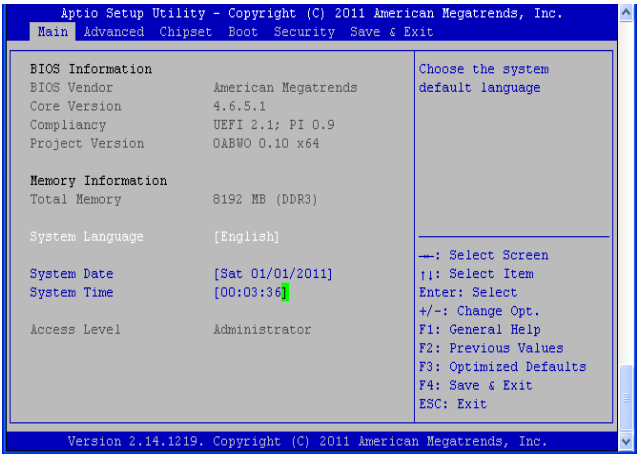 Aptio Setup Utility - Copyright (C) 2011 American Megatrends, Inc.
Main Advanced Chipset Boot Security Save & Exit
BIOS Information
BIOS Vendor American Megatrends
Core Version 4.6.5.1
Compliancy UEFI 2.1; PI 0.9
Project Version OABWO 0.10 x64
Memory Information
Total Memory 8192 MB (DDR3)
System Language [English]
System Date [Sat 01/01/2011]
System Time [00:03:36]
Access Level Administrator
Choose the system
default language
→←: Select Screen
↑↓: Select Item
Enter: Select
+/-: Change Opt.
F1: General Help
F2: Previous Values
F3: Optimized Defaults
F4: Save & Exit
ESC: Exit
Version 2.14.1219. Copyright (C) 2011 American Megatrends, Inc.